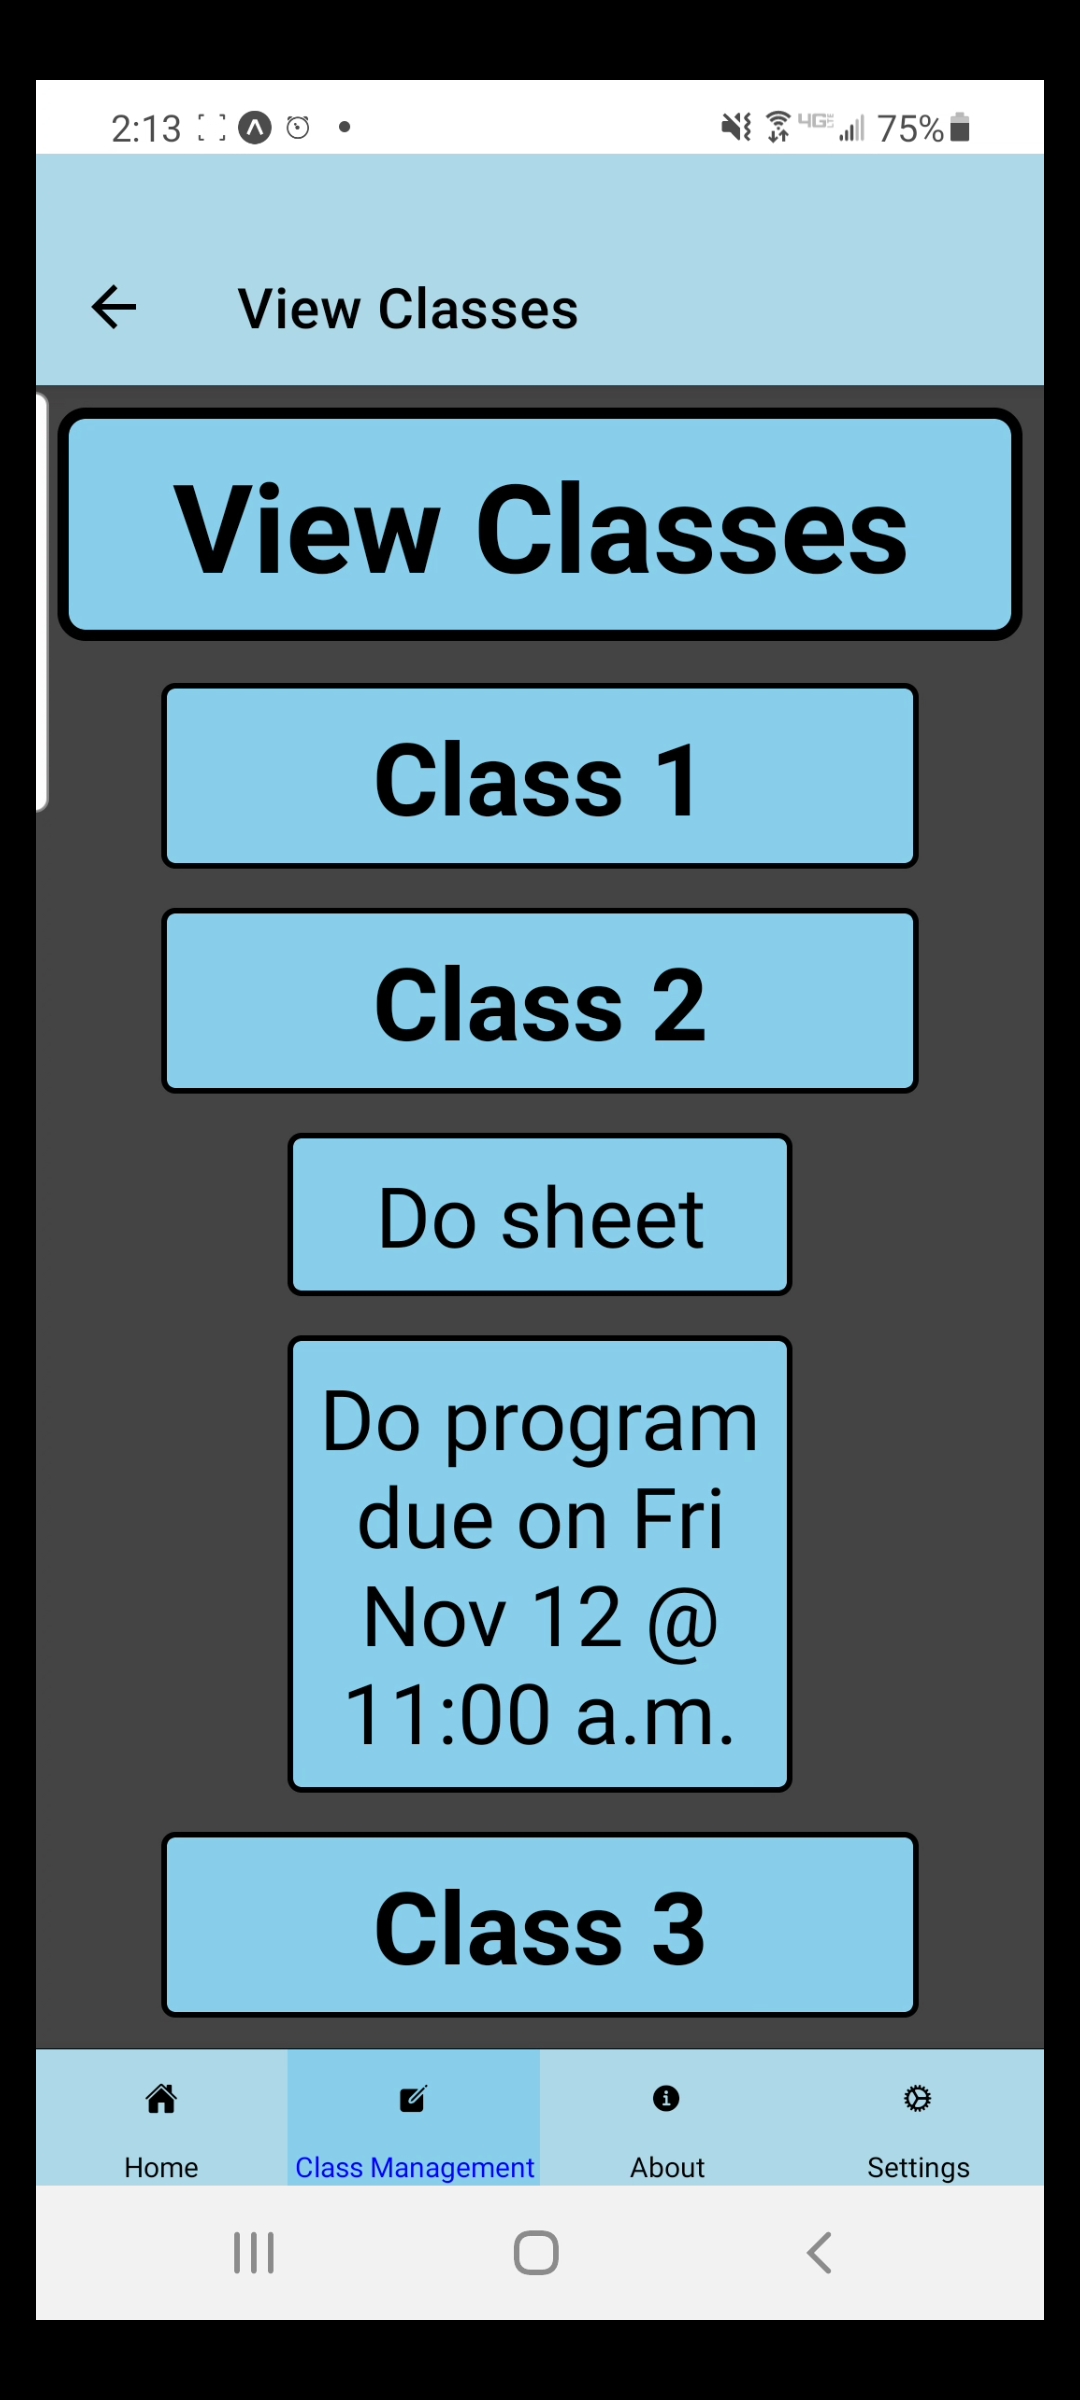 2:13 4GE 75%
View Classes
View Classes
Class 1
Class 2
Do sheet
Do program
due on Fri
Nov 12 @
11:00 a.m.
Class 3
Home Class Management About Settings